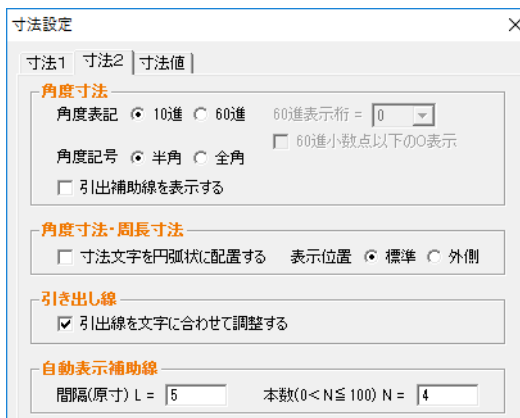 寸法設定
寸法1 寸法2 寸法値
角度寸法
角度表記 10進 60進 60進表示桁 = 0
60進小数点以下のO表示
角度記号 半角 全角
引出補助線を表示する
角度寸法・周長寸法
寸法文字を円弧状に配置する 表示位置 標準 外側
引き出し線
引出線を文字に合わせて調整する
自動表示補助線
間隔(原寸) L = 5 本数(0<N≦100) N = 4